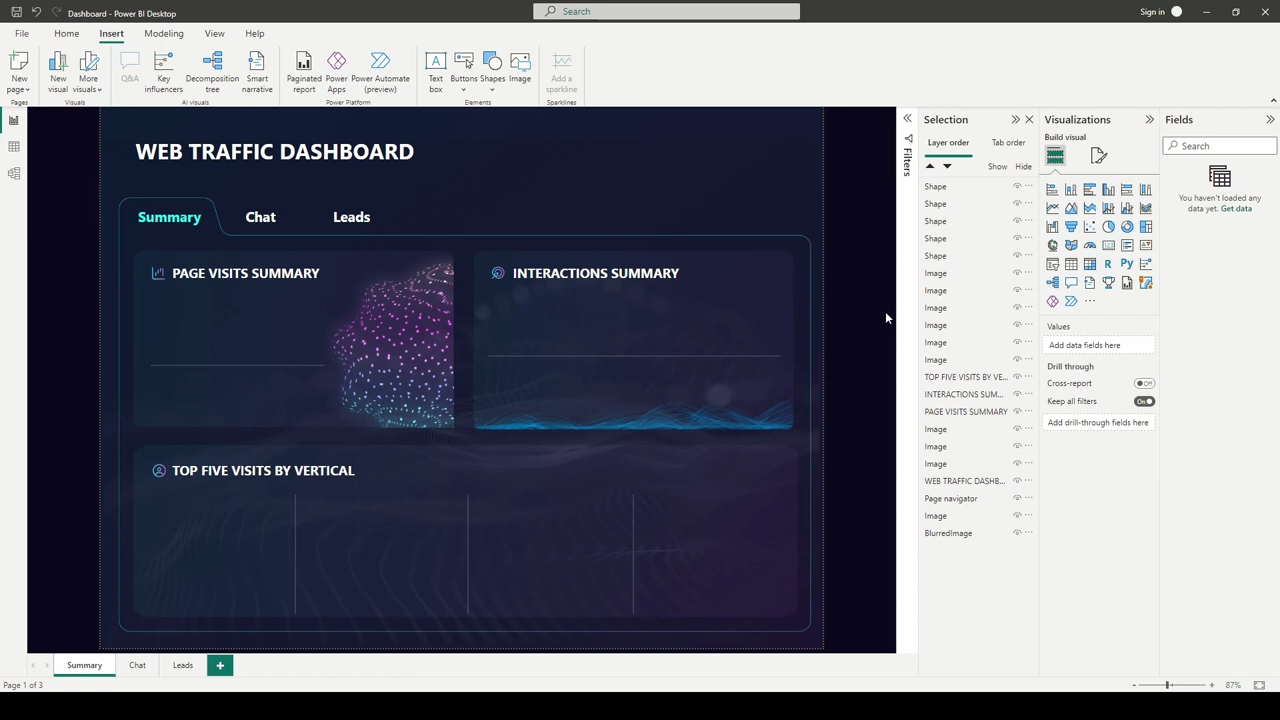 Dashboard - Power BI Desktop
Search
Sign in
File Home Insert Modeling View Help
New page
New visual
More visuals
Q&A
Key influencers
Decomposition tree
Smart narrative
Paginated report
Power Apps
Power Automate (preview)
Text box
Buttons
Shapes
Image
Add a sparkline
Pages
Visuals
AI visuals
Power Platform
Elements
Sparklines
WEB TRAFFIC DASHBOARD
Summary Chat Leads
PAGE VISITS SUMMARY
INTERACTIONS SUMMARY
TOP FIVE VISITS BY VERTICAL
Filters
Selection
Layer order Tab order
Show Hide
Shape
Shape
Shape
Shape
Shape
Image
Image
Image
Image
Image
Image
TOP FIVE VISITS BY VE...
INTERACTIONS SUM...
PAGE VISITS SUMMARY
Image
Image
Image
WEB TRAFFIC DASHB...
Page navigator
Image
BlurredImage
Visualizations
Build visual
R Py
Values
Add data fields here
Drill through
Cross-report Off
Keep all filters On
Add drill-through fields here
Fields
Search
You haven't loaded any
data yet. Get data
Summary Chat Leads
Page 1 of 3
87%